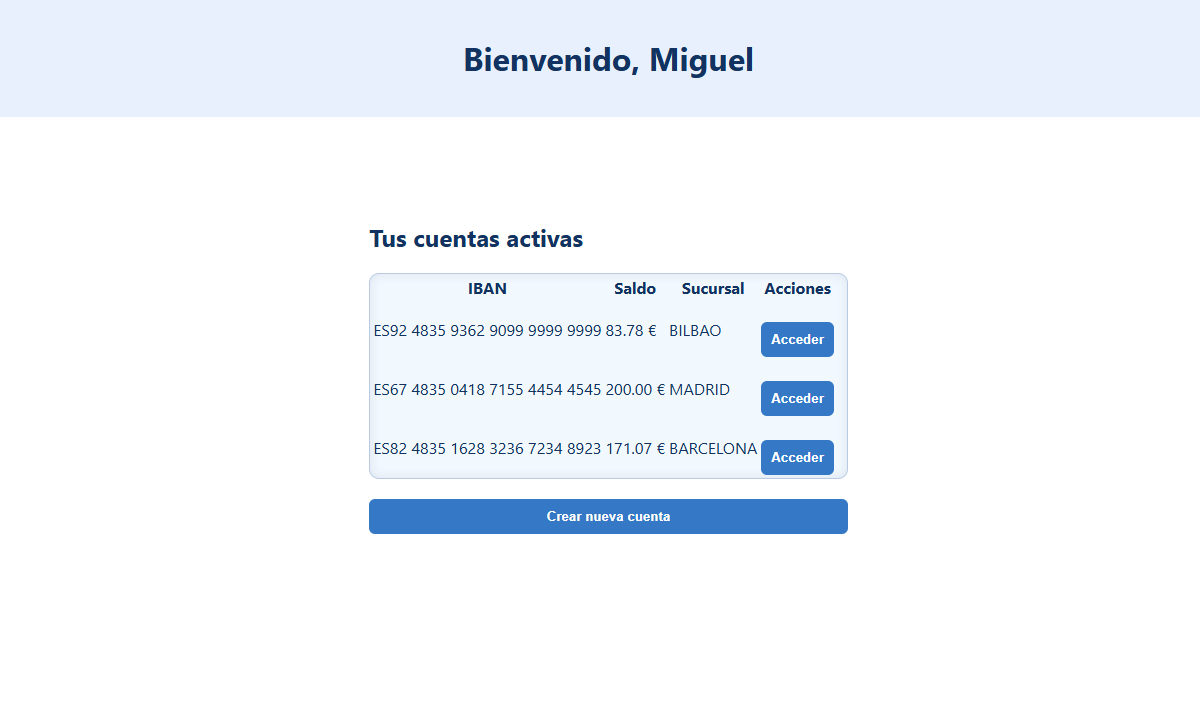 Bienvenido, Miguel
Tus cuentas activas
IBAN Saldo Sucursal Acciones
ES92 4835 9362 9099 9999 9999 83.78 € BILBAO Acceder
ES67 4835 0418 7155 4454 4545 200.00 € MADRID Acceder
ES82 4835 1628 3236 7234 8923 171.07 € BARCELONA Acceder
Crear nueva cuenta